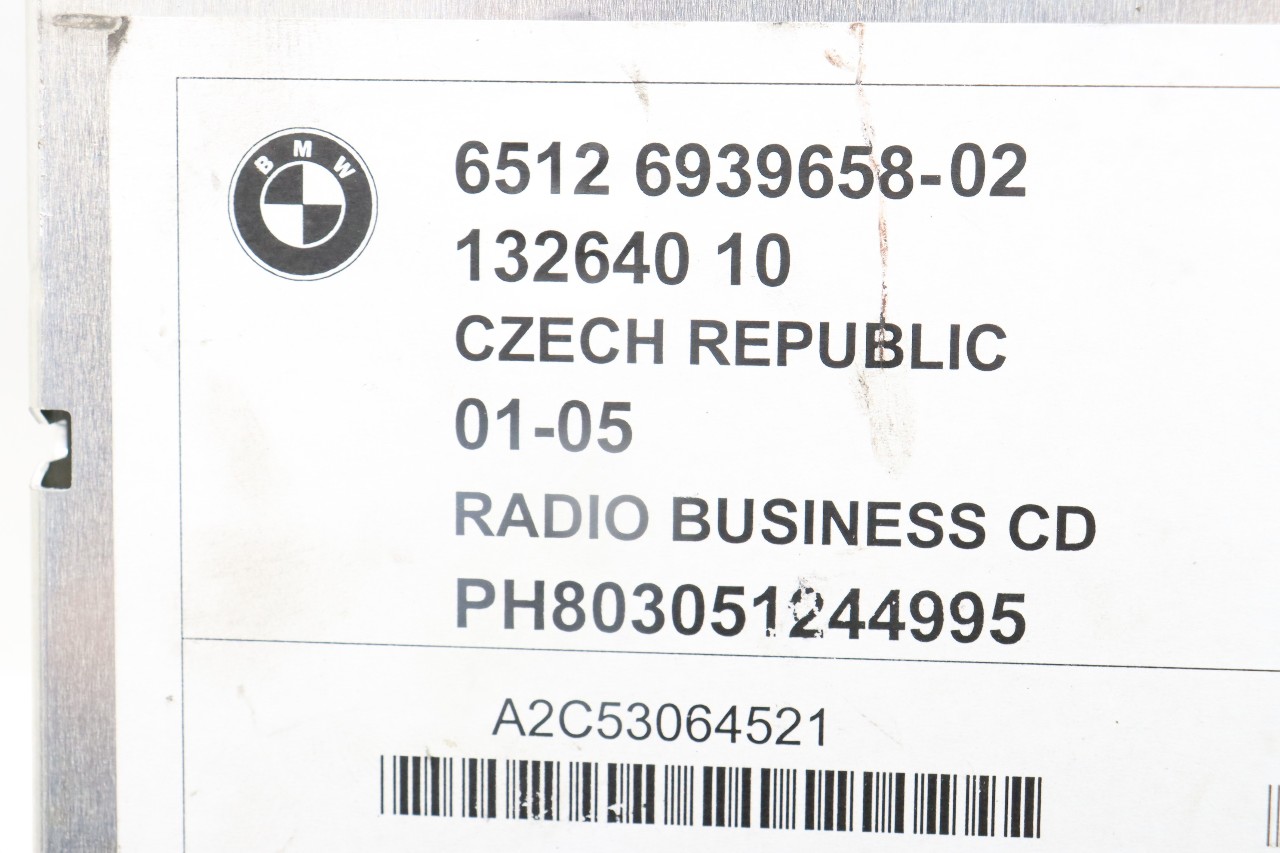 BMW
6512 6939658-02
132640 10
CZECH REPUBLIC
01-05
RADIO BUSINESS CD
PH803051244995
A2C53064521